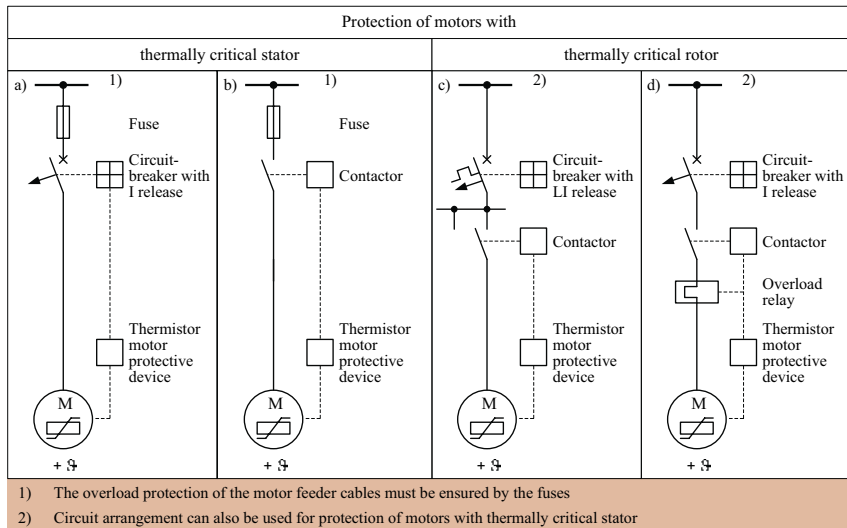 Protection of motors with
thermally critical stator
thermally critical rotor
a)
1)
Fuse
Circuit-
breaker with
I release
Thermistor
motor
protective
device
M
+ ϑ
b)
1)
Fuse
Contactor
Thermistor
motor
protective
device
M
+ ϑ
c)
2)
Circuit-
breaker with
LI release
Contactor
Thermistor
motor
protective
device
M
+ ϑ
d)
2)
Circuit-
breaker with
I release
Contactor
Overload
relay
Thermistor
motor
protective
device
M
+ ϑ
1) The overload protection of the motor feeder cables must be ensured by the fuses
2) Circuit arrangement can also be used for protection of motors with thermally critical stator